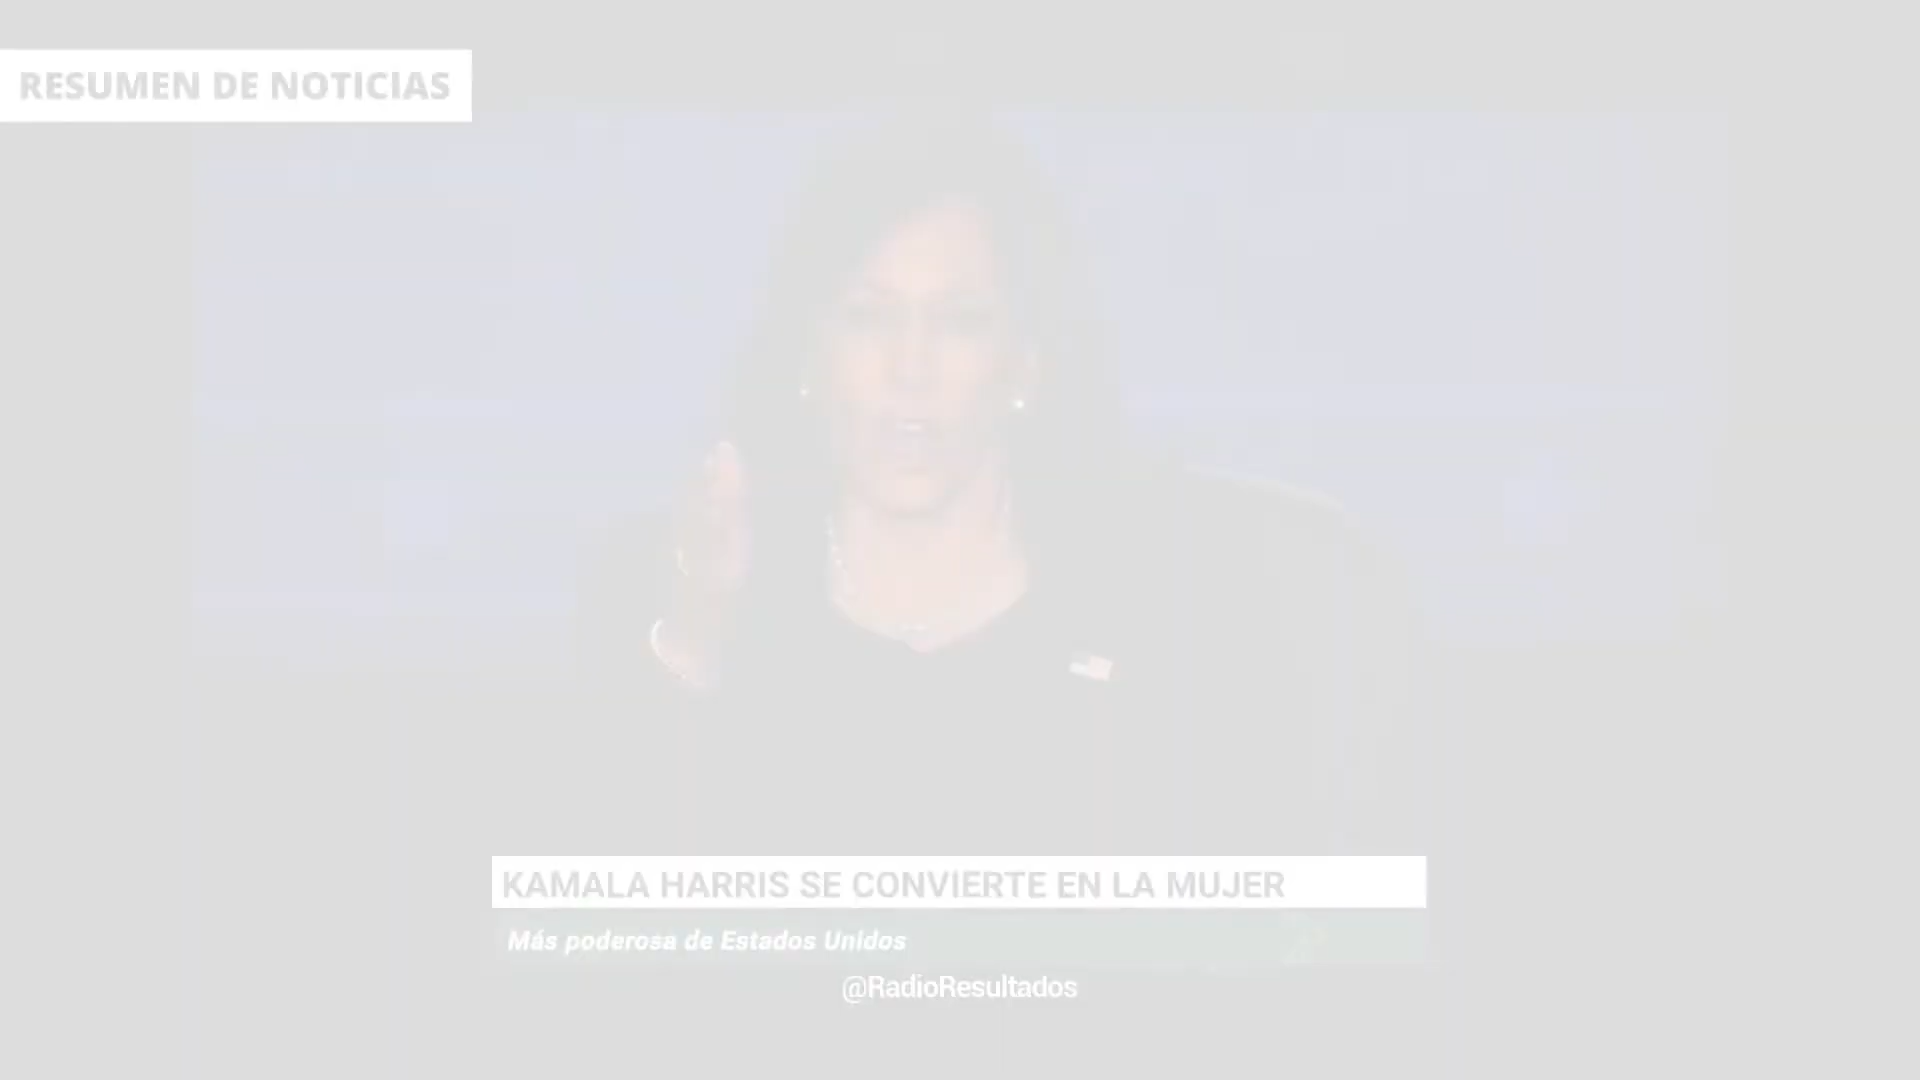 RESUMEN DE NOTICIAS
KAMALA HARRIS SE CONVIERTE EN LA MUJER
Más poderosa de Estados Unidos
@RadioResultados